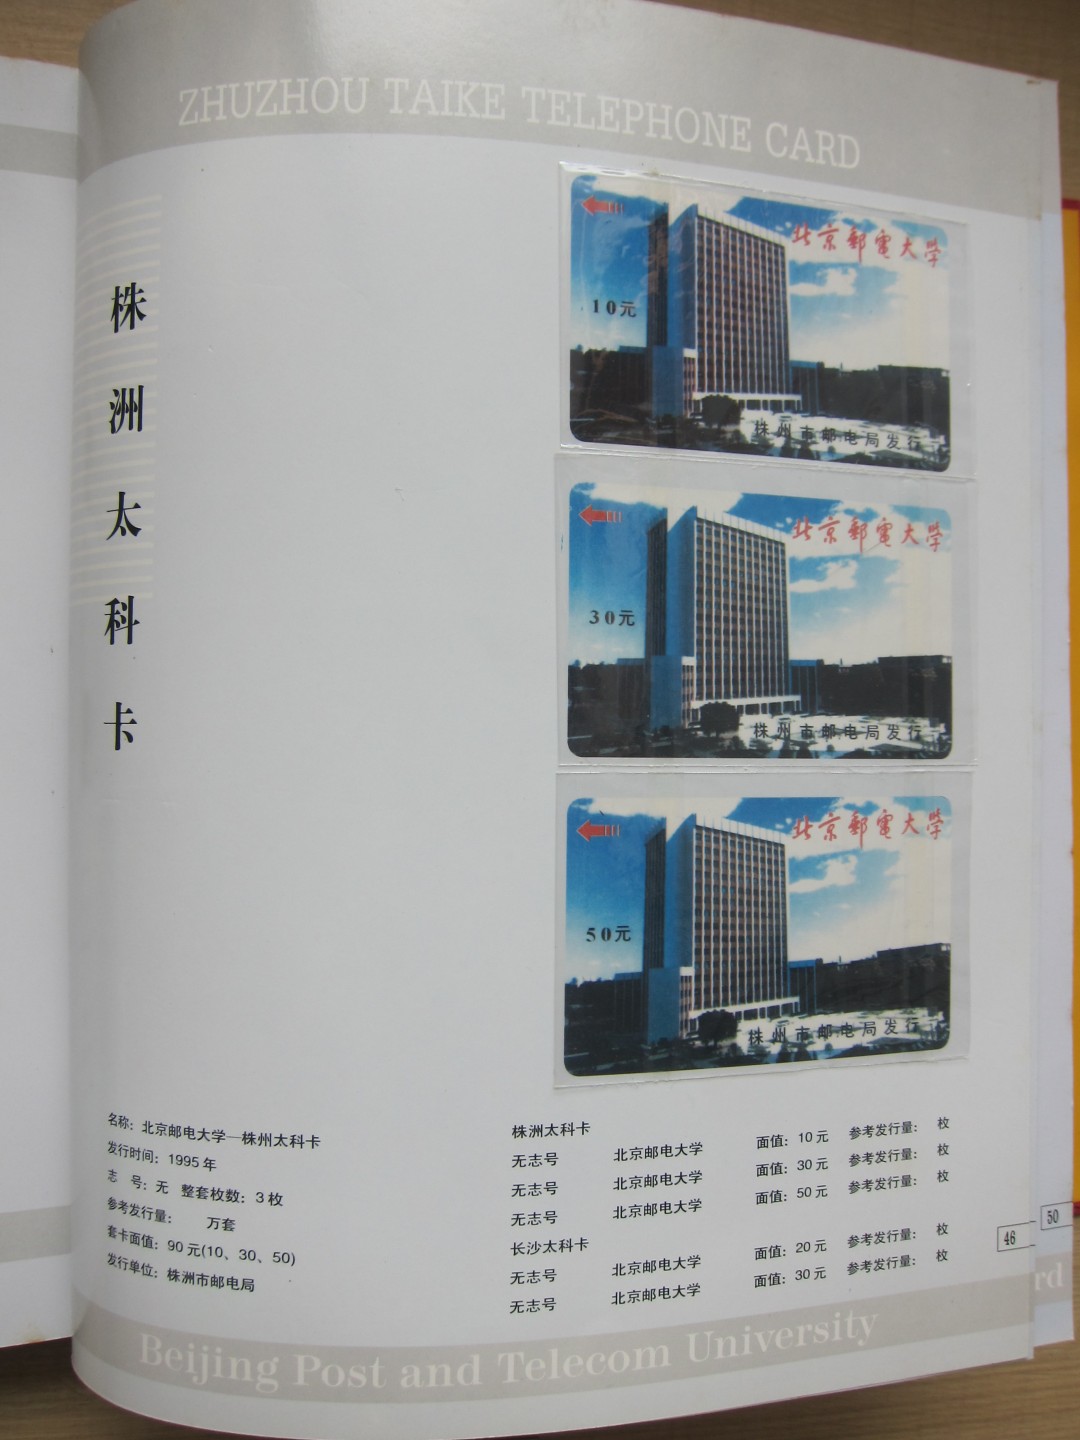 ZHUZHOU TAIKE TELEPHONE CARD
株洲太科卡
北京郵電大学
10元
株州市邮电局发行
北京郵電大学
30元
株州市邮电局发行
北京郵電大学
50元
株州市邮电局发行
名称：北京邮电大学—株州太科卡
发行时间：1995年
志 号：无 整套枚数：3枚
参考发行量： 万套
套卡面值：90元(10、30、50)
发行单位：株洲市邮电局
株洲太科卡
无志号 北京邮电大学 面值：10元 参考发行量： 枚
无志号 北京邮电大学 面值：30元 参考发行量： 枚
无志号 北京邮电大学 面值：50元 参考发行量： 枚
长沙太科卡
无志号 北京邮电大学 面值：20元 参考发行量： 枚
无志号 北京邮电大学 面值：30元 参考发行量： 枚
46
50
rd
Beijing Post and Telecom University